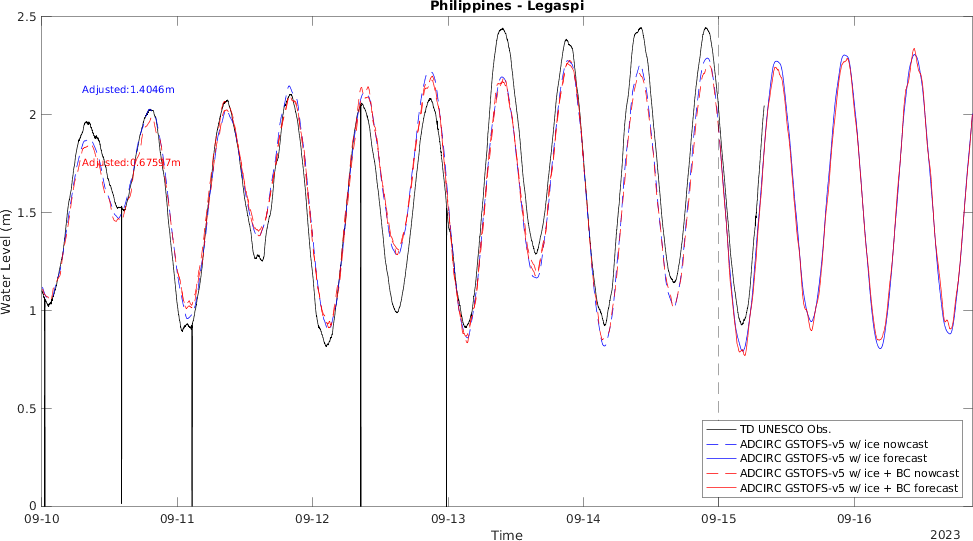 Philippines - Legaspi
2.5
Adjusted:1.4046m
2
Adjusted:0.67597m
1.5
Water Level (m)
1
0.5
TD UNESCO Obs.
ADCIRC GSTOFS-v5 w/ ice nowcast
ADCIRC GSTOFS-v5 w/ ice forecast
ADCIRC GSTOFS-v5 w/ ice + BC nowcast
ADCIRC GSTOFS-v5 w/ ice + BC forecast
0
09-10 09-11 09-12 09-13 09-14 09-15 09-16
Time
2023